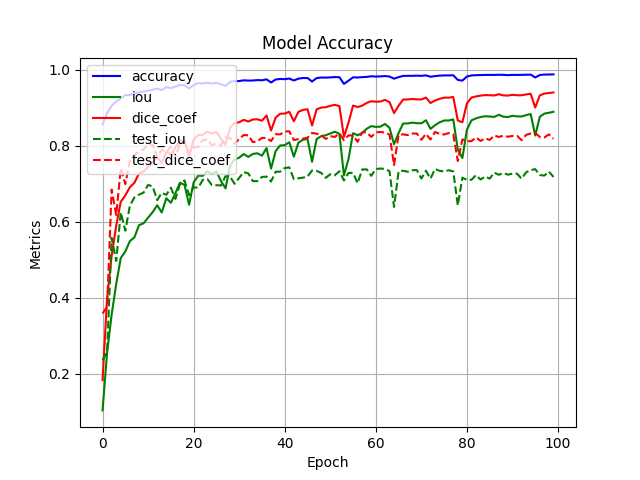 Model Accuracy
accuracy
iou
dice_coef
test_iou
test_dice_coef
1.0
0.8
0.6
0.4
0.2
Metrics
0 20 40 60 80 100
Epoch